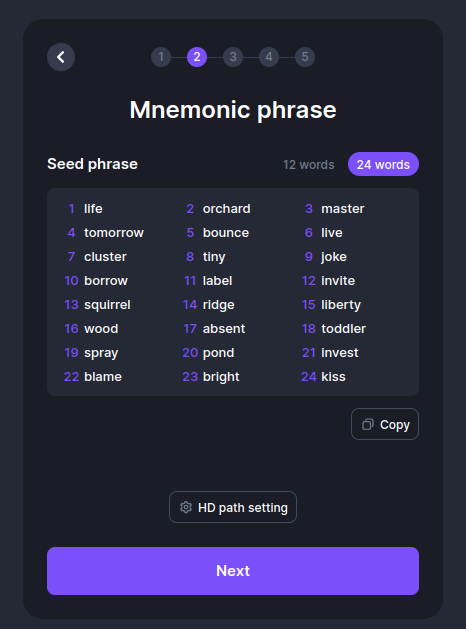 1 2 3 4 5
Mnemonic phrase
Seed phrase 12 words 24 words
1 life 2 orchard 3 master
4 tomorrow 5 bounce 6 live
7 cluster 8 tiny 9 joke
10 borrow 11 label 12 invite
13 squirrel 14 ridge 15 liberty
16 wood 17 absent 18 toddler
19 spray 20 pond 21 invest
22 blame 23 bright 24 kiss
Copy
HD path setting
Next